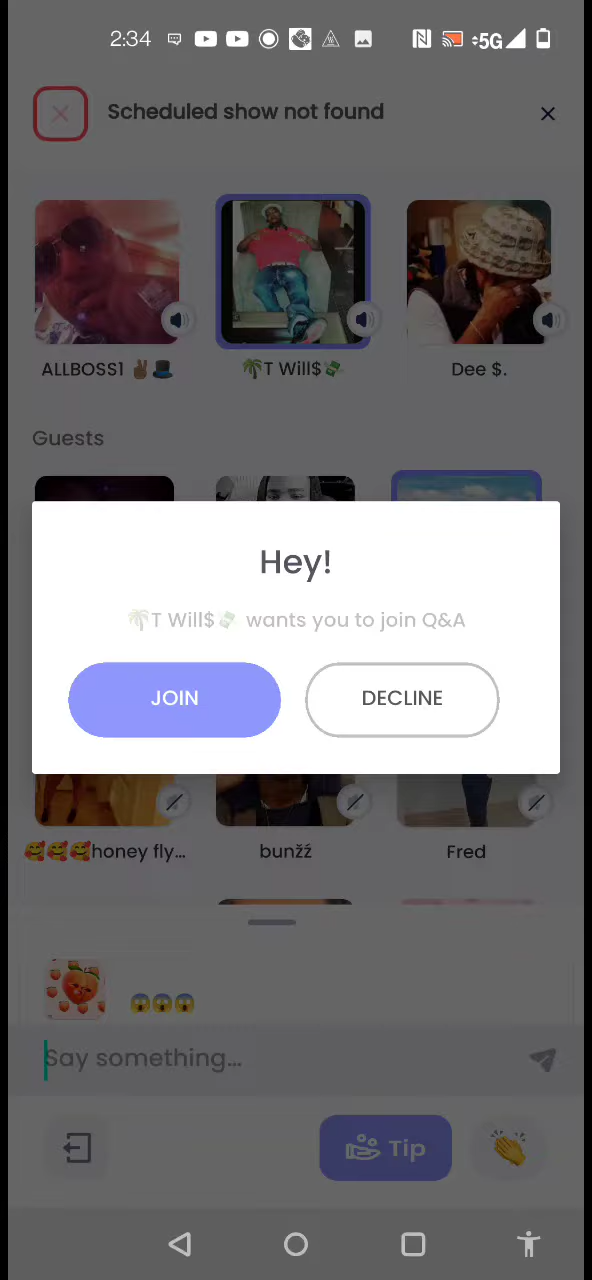 2:34
5G
Scheduled show not found
ALLBOSS1 ✌🏾🎩
🌴T Will$💸
Dee $.
Guests
Hey!
🌴T Will$💸 wants you to join Q&A
JOIN
DECLINE
🥰🥰🥰honey fly...
bunžź
Fred
😱😱😱
Say something...
Tip